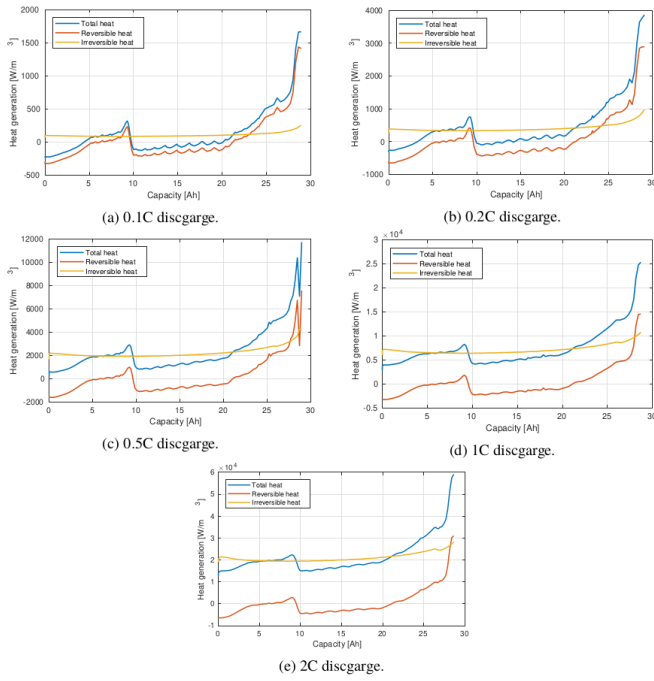 2000
1500
1000
500
0
-500
0 5 10 15 20 25 30
Heat generation [W/m 3]
Capacity [Ah]
Total heat
Reversible heat
Irreversible heat
(a) 0.1C discgarge.
4000
3000
2000
1000
0
-1000
0 5 10 15 20 25 30
Heat generation [W/m 3]
Capacity [Ah]
Total heat
Reversible heat
Irreversible heat
(b) 0.2C discgarge.
12000
10000
8000
6000
4000
2000
0
-2000
0 5 10 15 20 25 30
Heat generation [W/m 3]
Capacity [Ah]
Total heat
Reversible heat
Irreversible heat
(c) 0.5C discgarge.
× 10 4
3
2.5
2
1.5
1
0.5
0
-0.5
0 5 10 15 20 25 30
Heat generation [W/m 3]
Capacity [Ah]
Total heat
Reversible heat
Irreversible heat
(d) 1C discgarge.
× 10 4
6
5
4
3
2
1
0
-1
0 5 10 15 20 25 30
Heat generation [W/m 3]
Capacity [Ah]
Total heat
Reversible heat
Irreversible heat
(e) 2C discgarge.